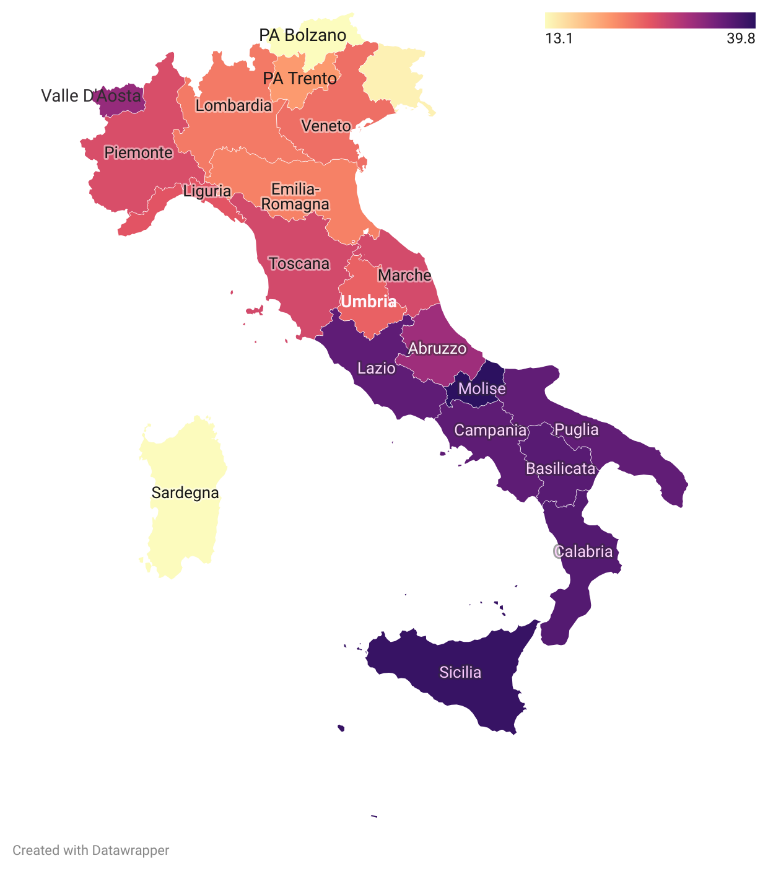 PA Bolzano
13.1 39.8
PA Trento
Valle D'Aosta
Lombardia
Veneto
Piemonte
Liguria
Emilia-
Romagna
Toscana
Marche
Umbria
Abruzzo
Lazio
Molise
Campania
Puglia
Basilicata
Sardegna
Calabria
Sicilia
Created with Datawrapper